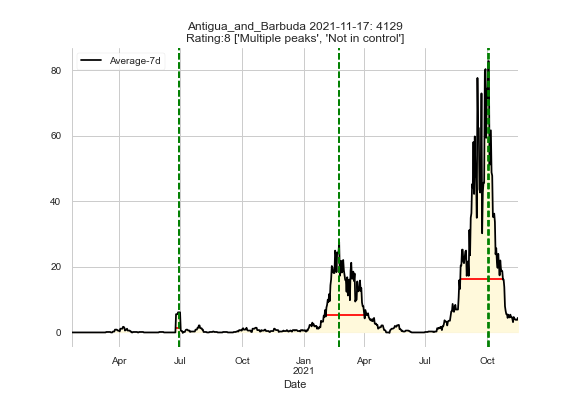 Antigua_and_Barbuda 2021-11-17: 4129
Rating:8 ['Multiple peaks', 'Not in control']
Average-7d
80
60
40
20
0
Apr Jul Oct Jan Apr Jul Oct
2021
Date